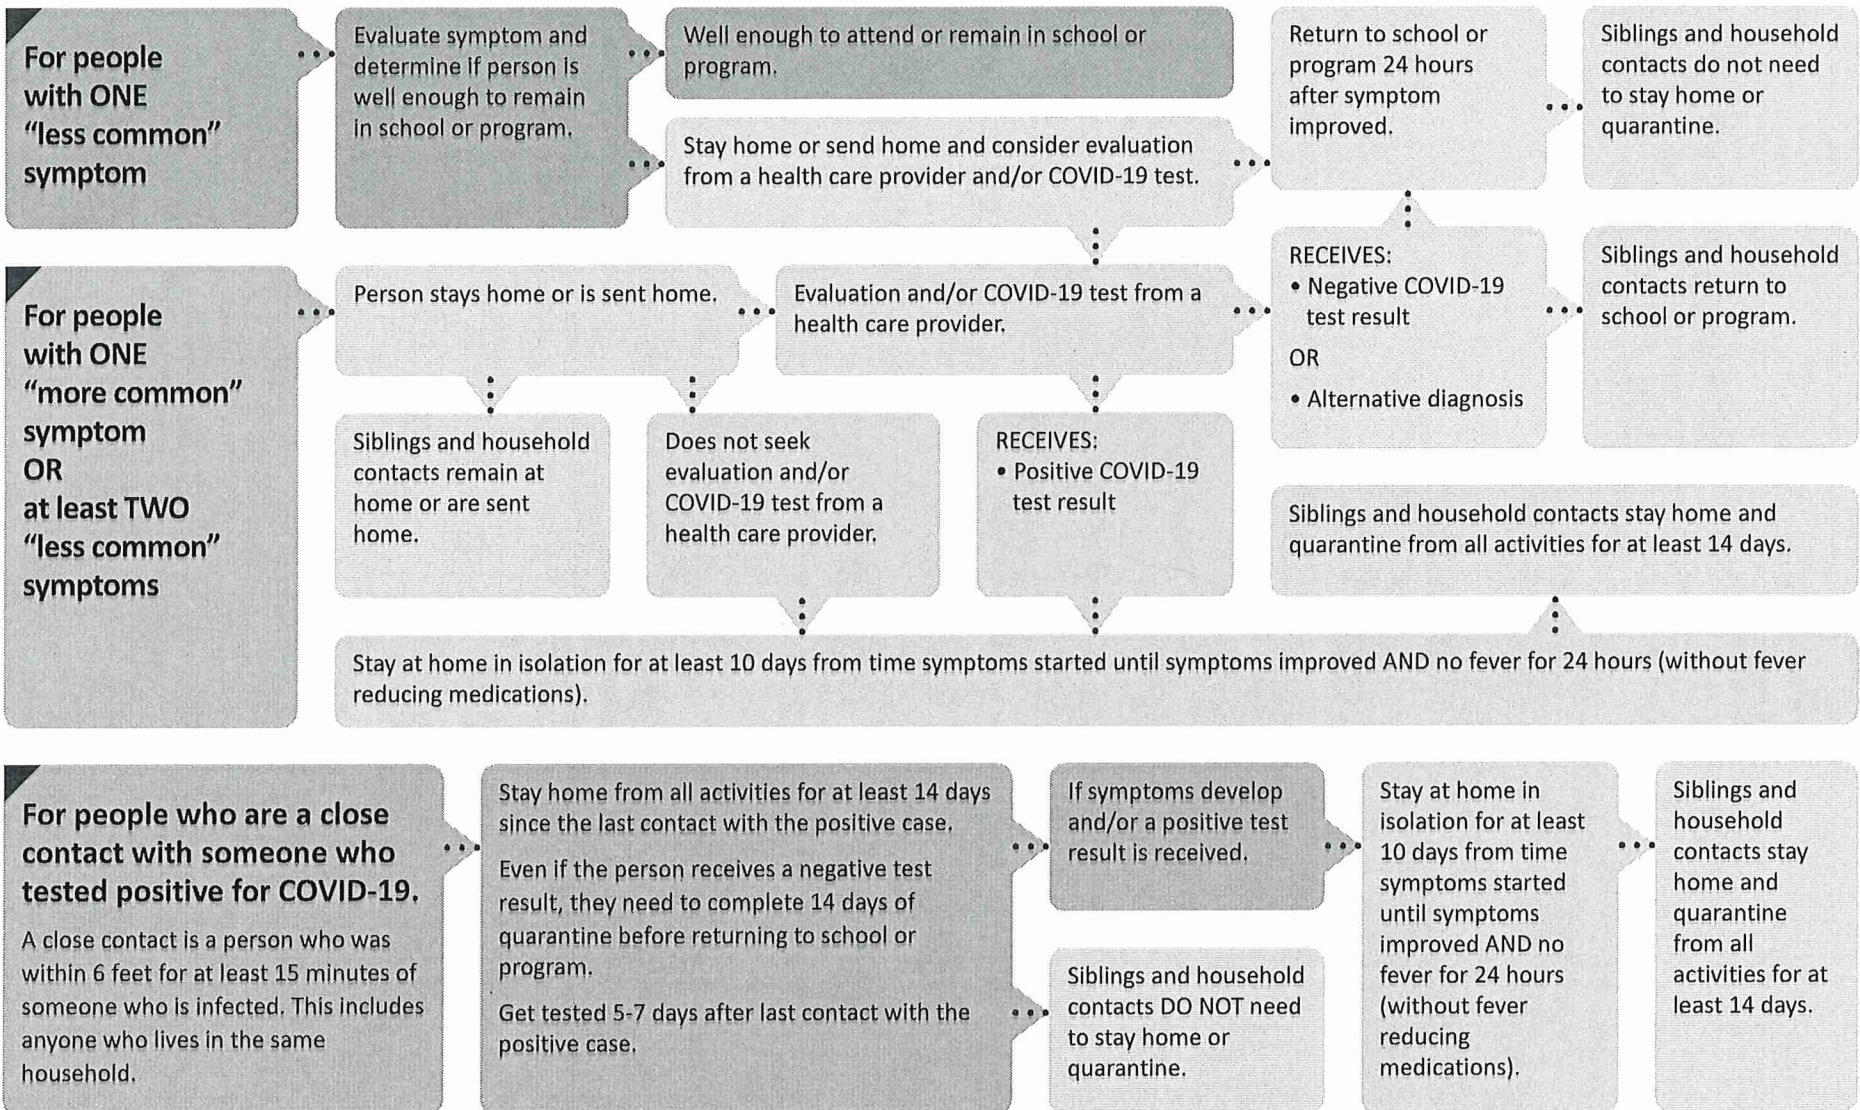 For people
with ONE
“less common”
symptom
Evaluate symptom and
determine if person is
well enough to remain
in school or program.
Well enough to attend or remain in school or
program.
Stay home or send home and consider evaluation
from a health care provider and/or COVID-19 test.
Return to school or
program 24 hours
after symptom
improved.
Siblings and household
contacts do not need
to stay home or
quarantine.
For people
with ONE
“more common”
symptom
OR
at least TWO
“less common”
symptoms
Person stays home or is sent home.
Evaluation and/or COVID-19 test from a
health care provider.
RECEIVES:
• Negative COVID-19
test result
OR
• Alternative diagnosis
Siblings and household
contacts return to
school or program.
Siblings and household
contacts remain at
home or are sent
home.
Does not seek
evaluation and/or
COVID-19 test from a
health care provider.
RECEIVES:
• Positive COVID-19
test result
Siblings and household contacts stay home and
quarantine from all activities for at least 14 days.
Stay at home in isolation for at least 10 days from time symptoms started until symptoms improved AND no fever for 24 hours (without fever
reducing medications).
For people who are a close
contact with someone who
tested positive for COVID-19.
A close contact is a person who was
within 6 feet for at least 15 minutes of
someone who is infected. This includes
anyone who lives in the same
household.
Stay home from all activities for at least 14 days
since the last contact with the positive case.
Even if the person receives a negative test
result, they need to complete 14 days of
quarantine before returning to school or
program.
Get tested 5-7 days after last contact with the
positive case.
If symptoms develop
and/or a positive test
result is received.
Siblings and household
contacts DO NOT need
to stay home or
quarantine.
Stay at home in
isolation for at least
10 days from time
symptoms started
until symptoms
improved AND no
fever for 24 hours
(without fever
reducing
medications).
Siblings and
household
contacts stay
home and
quarantine
from all
activities for at
least 14 days.